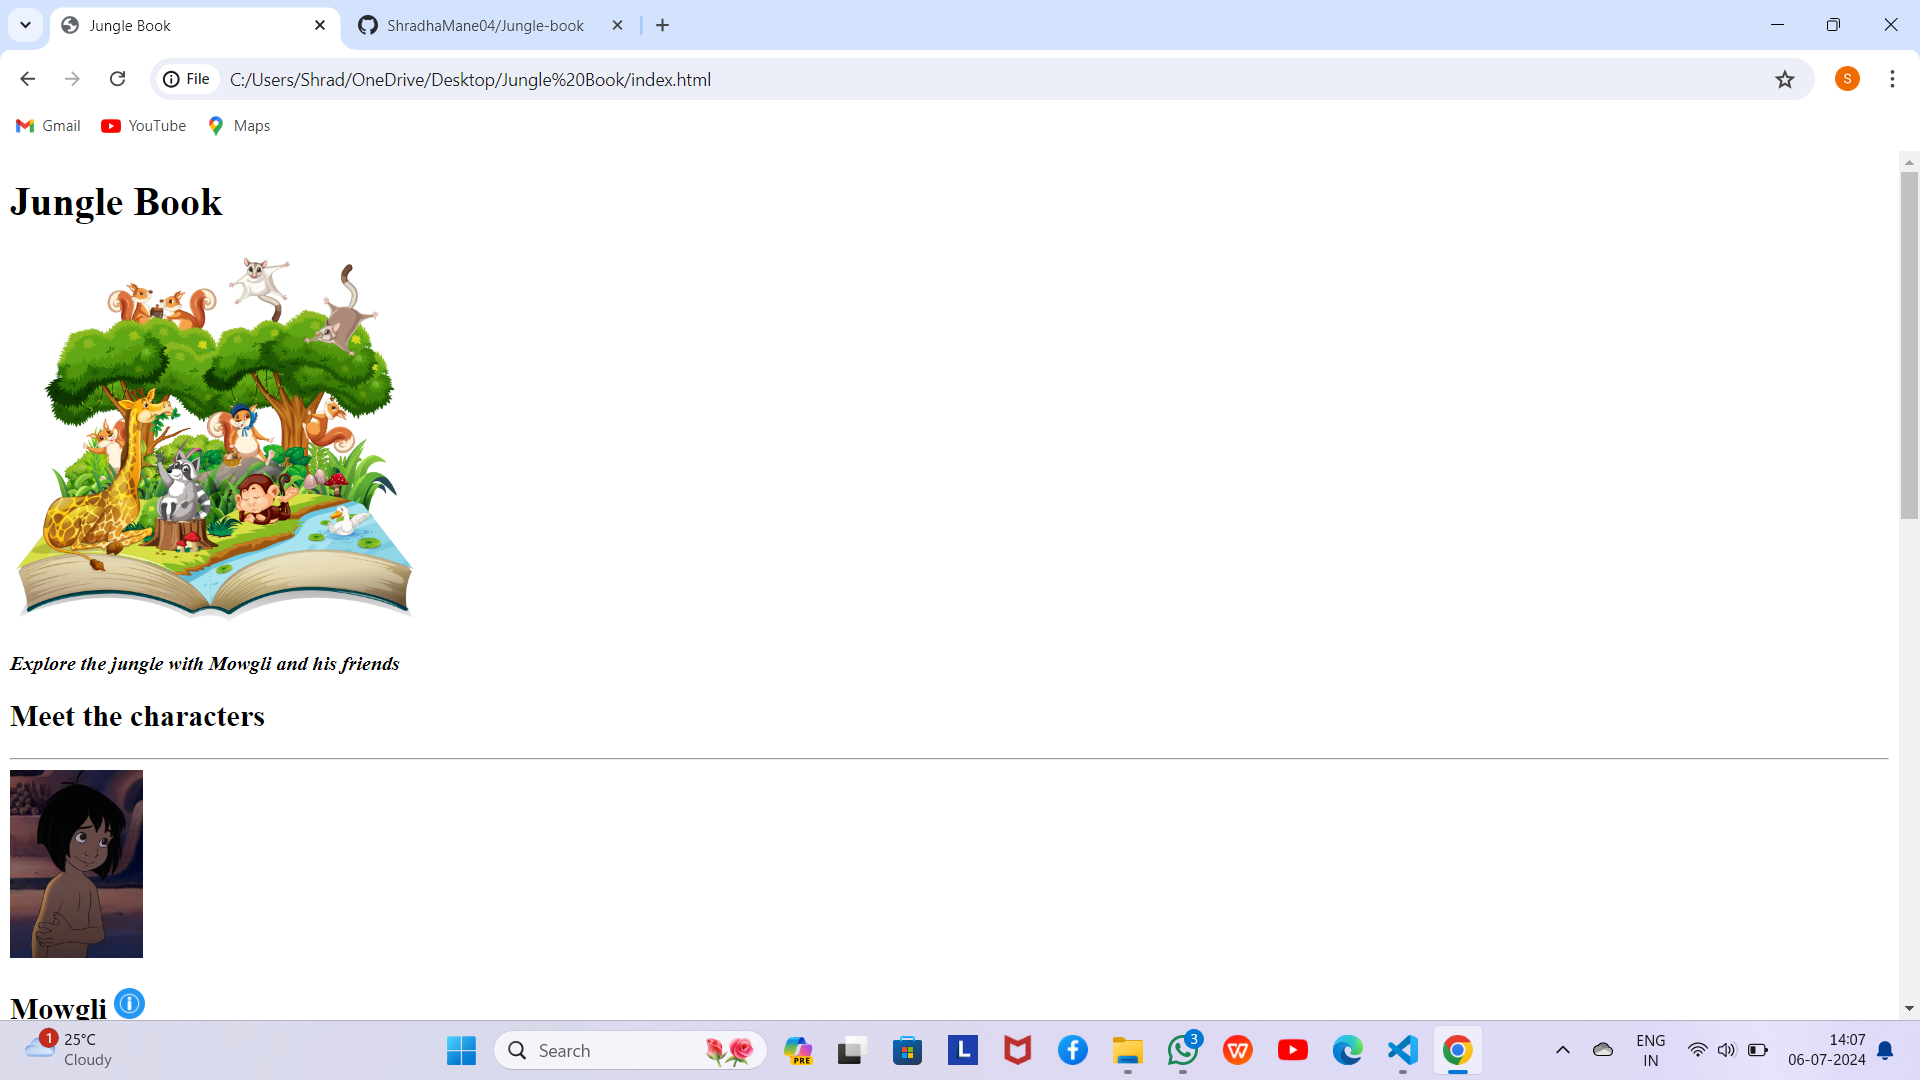 Jungle Book
ShradhaMane04/Jungle-book
File
C:/Users/Shrad/OneDrive/Desktop/Jungle%20Book/index.html
S
Gmail
YouTube
Maps
Jungle Book
Explore the jungle with Mowgli and his friends
Meet the characters
Mowgli
1
25°C
Cloudy
Search
PRE
L
3
W
ENG
IN
14:07
06-07-2024